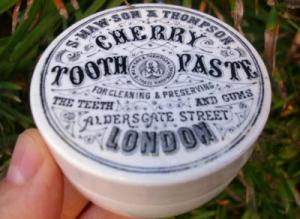 S. MAW, SON & THOMPSON
CHERRY
TOOTH PASTE
FOR CLEANING & PRESERVING
THE TEETH AND GUMS
ALDERSGATE STREET
LONDON